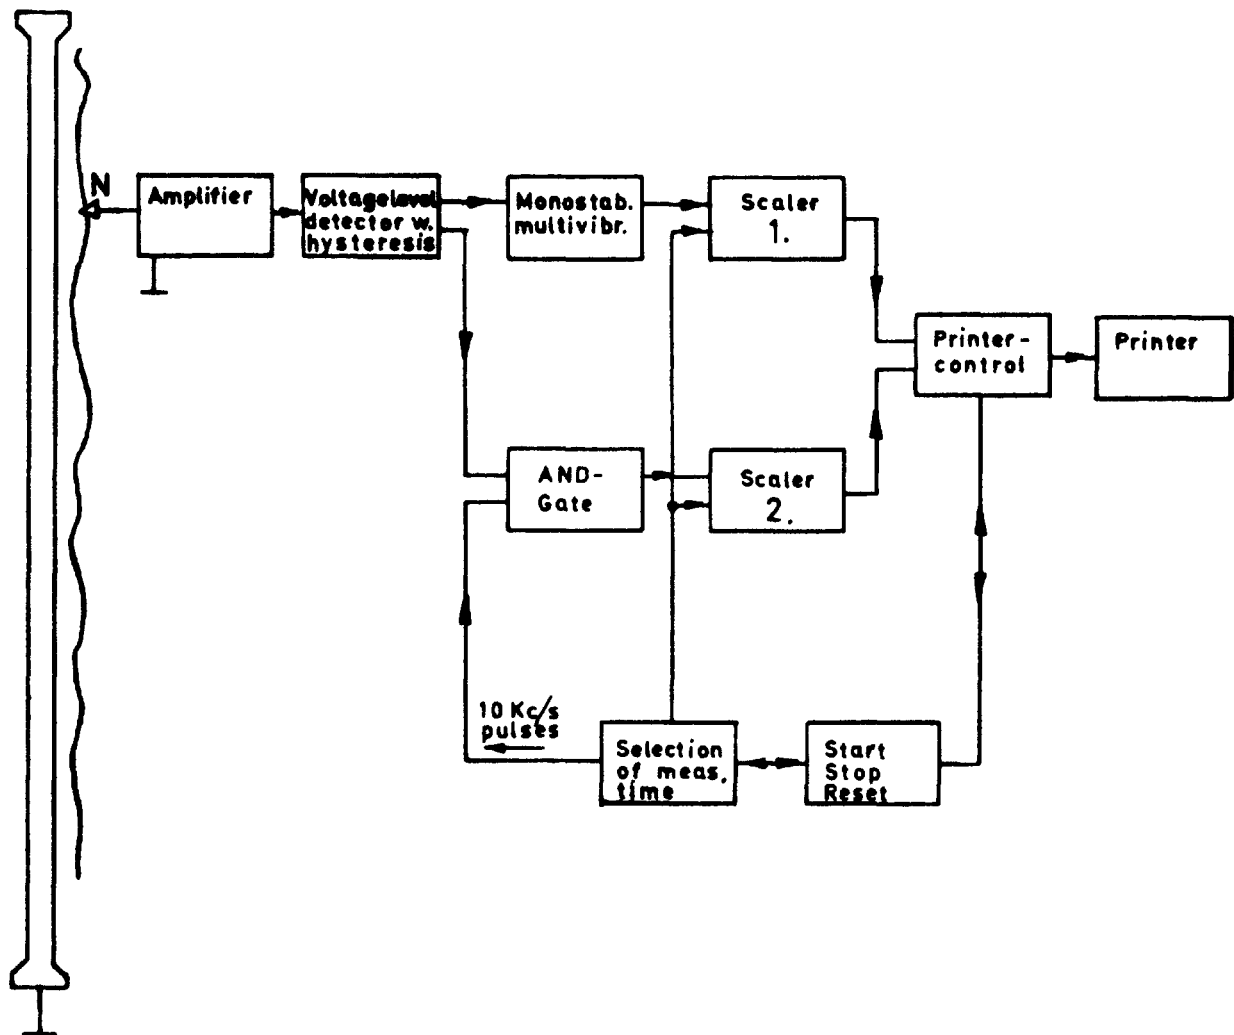 N
Amplifier
Voltagelevel
detector w.
hysteresis
Monostab.
multivibr.
Scaler
1.
Printer-
control
Printer
AND-
Gate
Scaler
2.
10 Kc/s
pulses
Selection
of meas.
time
Start
Stop
Reset